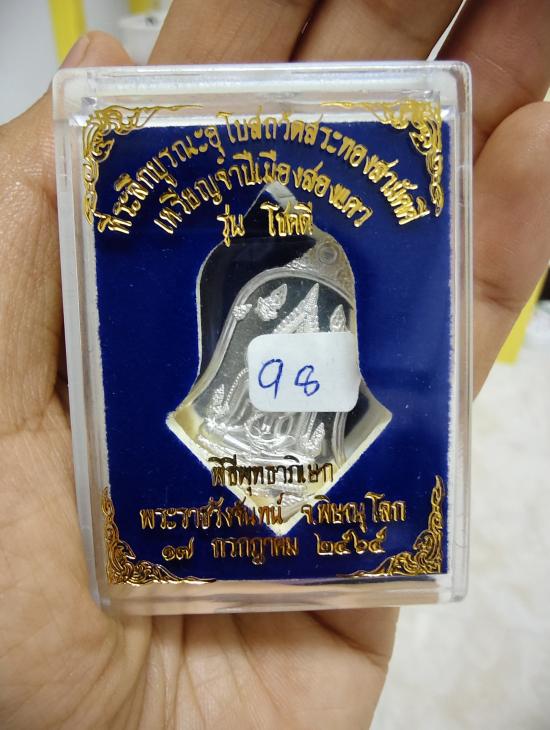 ที่ระลึกบูรณะอุโบสถวัดสระทองสามัคคี
เหรียญจำปีเมืองสองแคว
รุ่น โชคดี
98
พิธีพุทธาภิเษก
พระราชวังจันทน์ จ.พิษณุโลก
๑๗ กรกฎาคม ๒๕๖๕